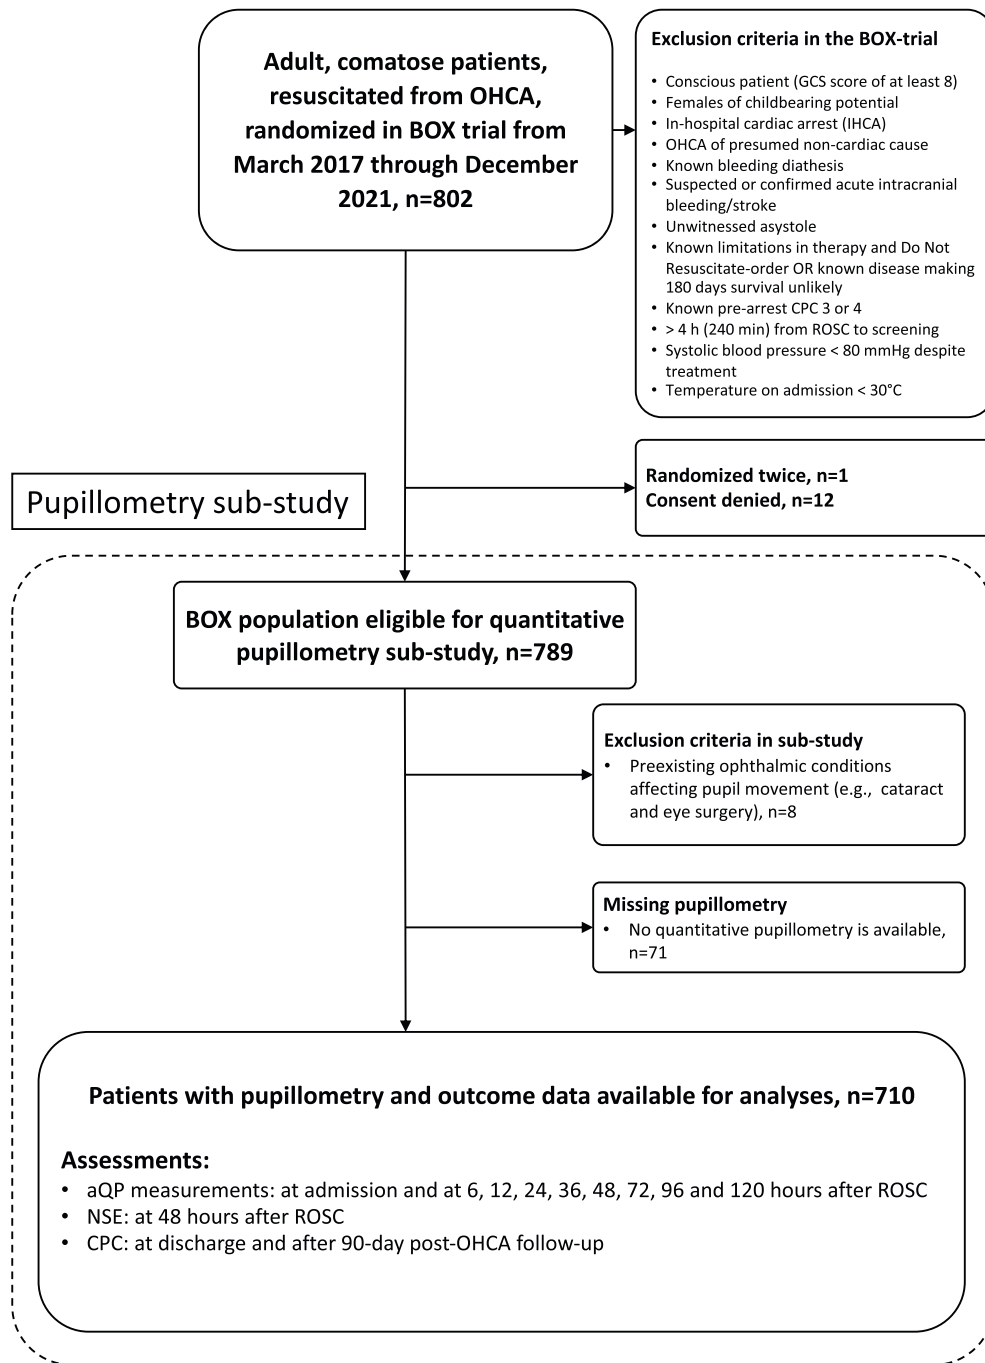 Adult, comatose patients,
resuscitated from OHCA,
randomized in BOX trial from
March 2017 through December
2021, n=802
Exclusion criteria in the BOX-trial
• Conscious patient (GCS score of at least 8)
• Females of childbearing potential
• In-hospital cardiac arrest (IHCA)
• OHCA of presumed non-cardiac cause
• Known bleeding diathesis
• Suspected or confirmed acute intracranial
bleeding/stroke
• Unwitnessed asystole
• Known limitations in therapy and Do Not
Resuscitate-order OR known disease making
180 days survival unlikely
• Known pre-arrest CPC 3 or 4
• > 4 h (240 min) from ROSC to screening
• Systolic blood pressure < 80 mmHg despite
treatment
• Temperature on admission < 30°C
Randomized twice, n=1
Consent denied, n=12
Pupillometry sub-study
BOX population eligible for quantitative
pupillometry sub-study, n=789
Exclusion criteria in sub-study
• Preexisting ophthalmic conditions
affecting pupil movement (e.g., cataract
and eye surgery), n=8
Missing pupillometry
• No quantitative pupillometry is available,
n=71
Patients with pupillometry and outcome data available for analyses, n=710
Assessments:
• aQP measurements: at admission and at 6, 12, 24, 36, 48, 72, 96 and 120 hours after ROSC
• NSE: at 48 hours after ROSC
• CPC: at discharge and after 90-day post-OHCA follow-up